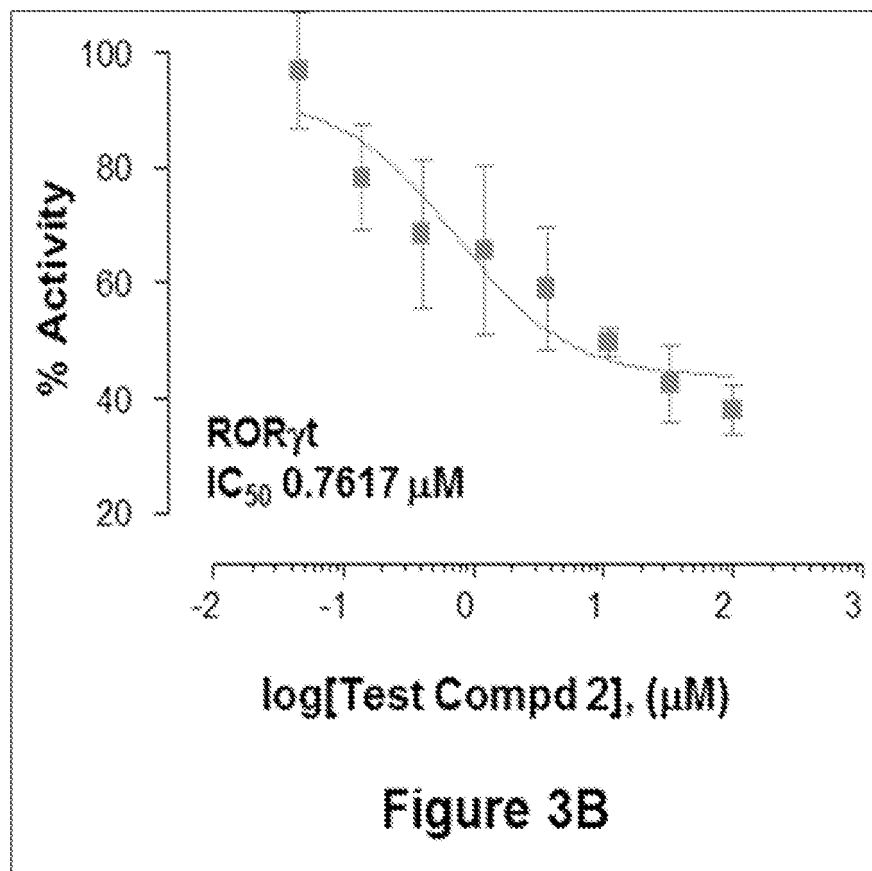 100
80
60
40
20
% Activity
RORγt
IC₅₀ 0.7617 μM
-2 -1 0 1 2 3
log[Test Compd 2], (μM)
Figure 3B